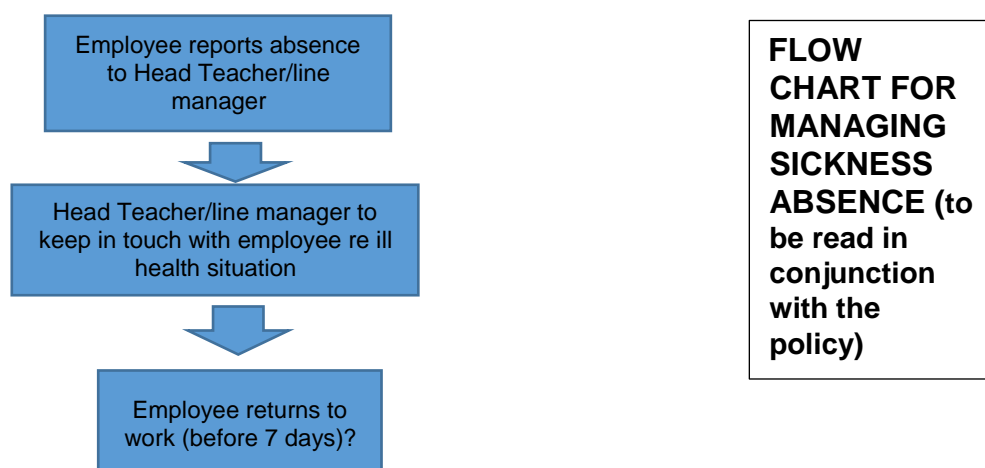 Employee reports absence
to Head Teacher/line
manager
Head Teacher/line manager to
keep in touch with employee re ill
health situation
Employee returns to
work (before 7 days)?
FLOW
CHART FOR
MANAGING
SICKNESS
ABSENCE (to
be read in
conjunction
with the
policy)